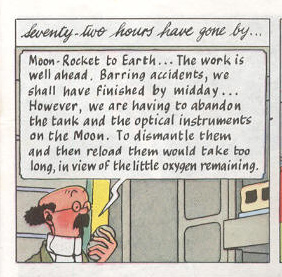 Seventy-two hours have gone by...
Moon-Rocket to Earth... The work is
well ahead. Barring accidents, we
shall have finished by midday...
However, we are having to abandon
the tank and the optical instruments
on the Moon. To dismantle them
and then reload them would take too
long, in view of the little oxygen remaining.